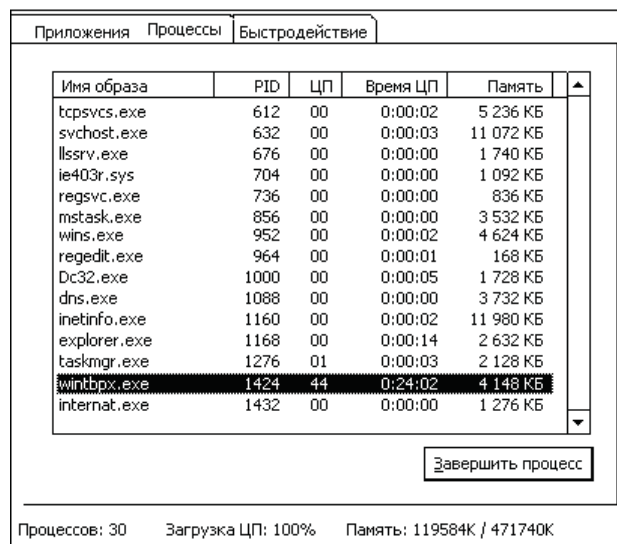 Приложения Процессы Быстродействие
Имя образа PID ЦП Время ЦП Память
tcpsvcs.exe 612 00 0:00:02 5 236 КБ
svchost.exe 632 00 0:00:03 11 072 КБ
llssrv.exe 676 00 0:00:00 1 740 КБ
ie403r.sys 704 00 0:00:00 1 092 КБ
regsvc.exe 736 00 0:00:00 836 КБ
mstask.exe 856 00 0:00:00 3 532 КБ
wins.exe 952 00 0:00:02 4 624 КБ
regedit.exe 964 00 0:00:01 168 КБ
Dc32.exe 1000 00 0:00:05 1 728 КБ
dns.exe 1088 00 0:00:00 3 732 КБ
inetinfo.exe 1160 00 0:00:02 11 980 КБ
explorer.exe 1168 00 0:00:14 2 632 КБ
taskmgr.exe 1276 01 0:00:03 2 128 КБ
wintbpx.exe 1424 44 0:24:02 4 148 КБ
internat.exe 1432 00 0:00:00 1 276 КБ
Завершить процесс
Процессов: 30 Загрузка ЦП: 100% Память: 119584K / 471740K